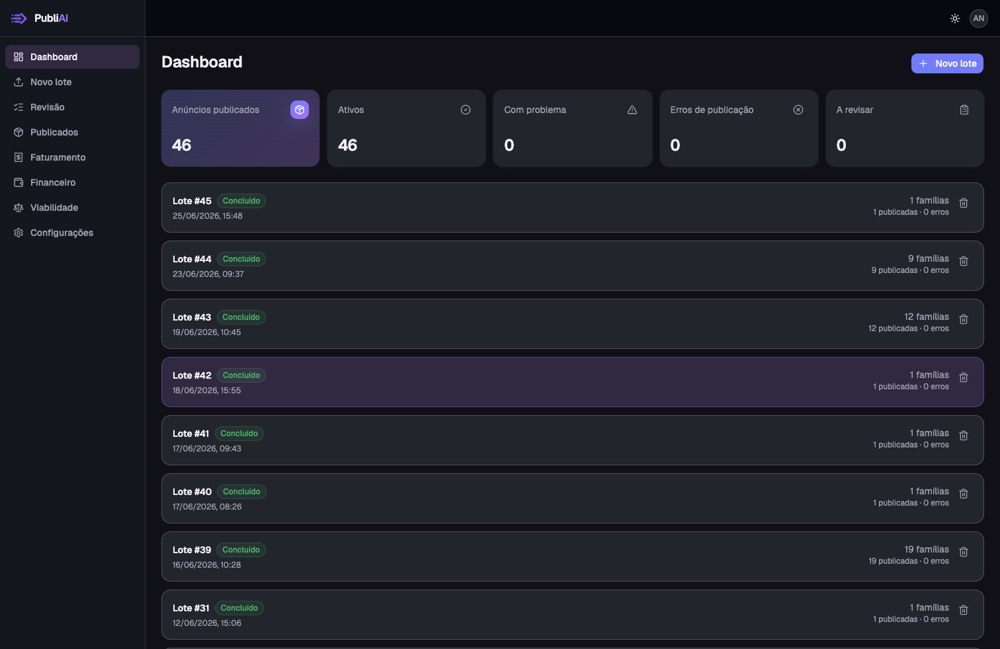 PubliAI
AN
Dashboard
Novo lote
Revisão
Publicados
Faturamento
Financeiro
Viabilidade
Configurações
Dashboard
Novo lote
Anúncios publicados
46
Ativos
46
Com problema
0
Erros de publicação
0
A revisar
0
Lote #45 Concluído
25/06/2026, 15:48
1 famílias
1 publicadas · 0 erros
Lote #44 Concluído
23/06/2026, 09:37
9 famílias
9 publicadas · 0 erros
Lote #43 Concluído
19/06/2026, 10:45
12 famílias
12 publicadas · 0 erros
Lote #42 Concluído
18/06/2026, 15:55
1 famílias
1 publicadas · 0 erros
Lote #41 Concluído
17/06/2026, 09:43
1 famílias
1 publicadas · 0 erros
Lote #40 Concluído
17/06/2026, 08:26
1 famílias
1 publicadas · 0 erros
Lote #39 Concluído
16/06/2026, 10:28
19 famílias
19 publicadas · 0 erros
Lote #31 Concluído
12/06/2026, 15:06
1 famílias
1 publicadas · 0 erros